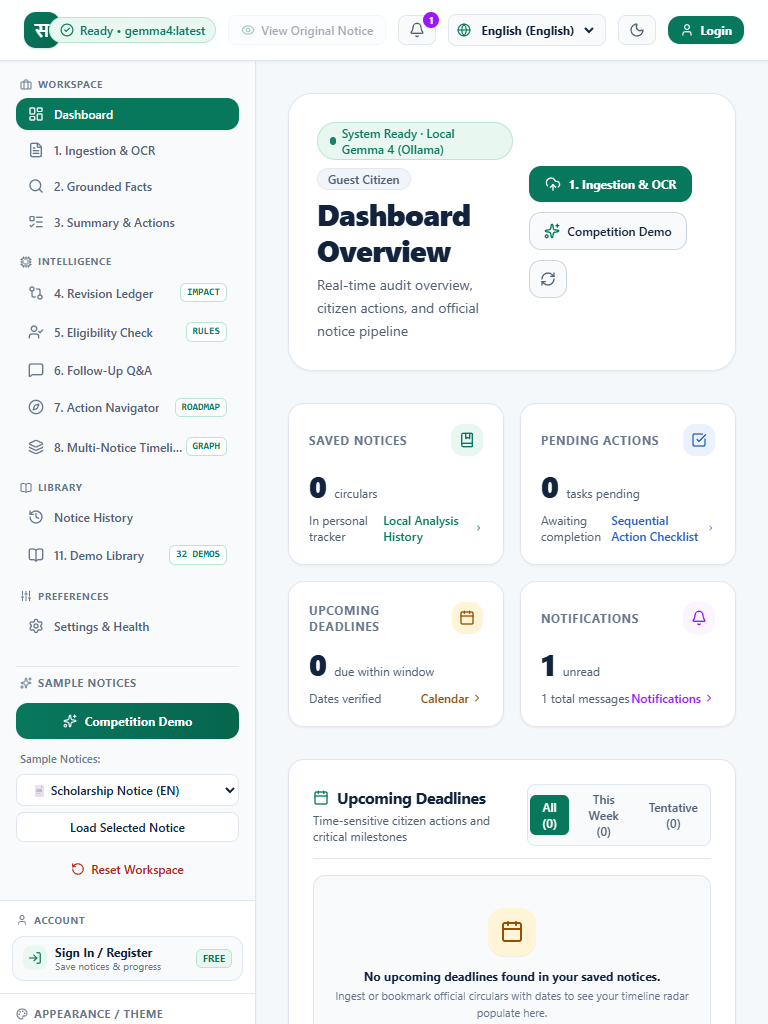 स
Ready • gemma4:latest
View Original Notice
1
English (English)
Login
WORKSPACE
Dashboard
1. Ingestion & OCR
2. Grounded Facts
3. Summary & Actions
INTELLIGENCE
4. Revision Ledger
IMPACT
5. Eligibility Check
RULES
6. Follow-Up Q&A
7. Action Navigator
ROADMAP
8. Multi-Notice Timeli...
GRAPH
LIBRARY
Notice History
11. Demo Library
32 DEMOS
PREFERENCES
Settings & Health
SAMPLE NOTICES
Competition Demo
Sample Notices:
Scholarship Notice (EN)
Load Selected Notice
Reset Workspace
ACCOUNT
Sign In / Register
Save notices & progress
FREE
APPEARANCE / THEME
System Ready · Local
Gemma 4 (Ollama)
Guest Citizen
Dashboard
Overview
Real-time audit overview,
citizen actions, and official
notice pipeline
1. Ingestion & OCR
Competition Demo
SAVED NOTICES
0 circulars
In personal
tracker
Local Analysis
History
PENDING ACTIONS
0 tasks pending
Awaiting
completion
Sequential
Action Checklist
UPCOMING
DEADLINES
0 due within window
Dates verified
Calendar
NOTIFICATIONS
1 unread
1 total messages
Notifications
Upcoming Deadlines
Time-sensitive citizen actions and
critical milestones
All
(0)
This
Week
(0)
Tentative
(0)
No upcoming deadlines found in your saved notices.
Ingest or bookmark official circulars with dates to see your timeline radar
populate here.